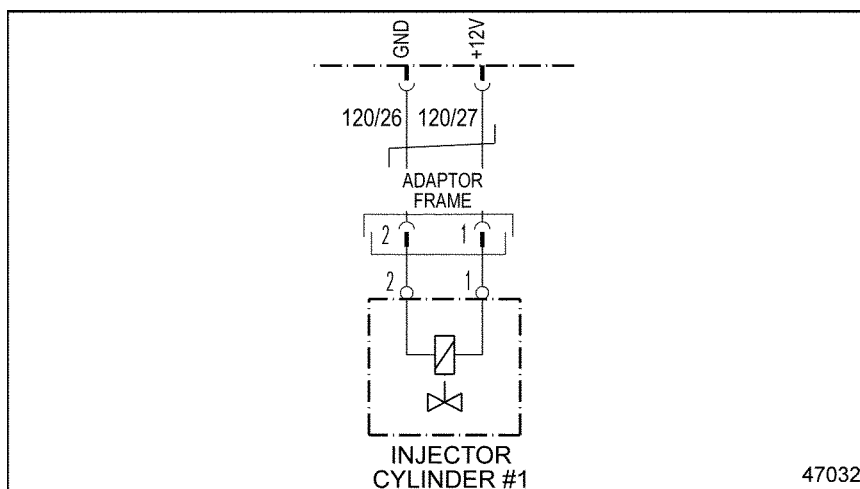 GND +12V
120/26 120/27
ADAPTOR
FRAME
2 1
2 1
INJECTOR
CYLINDER #1
47032